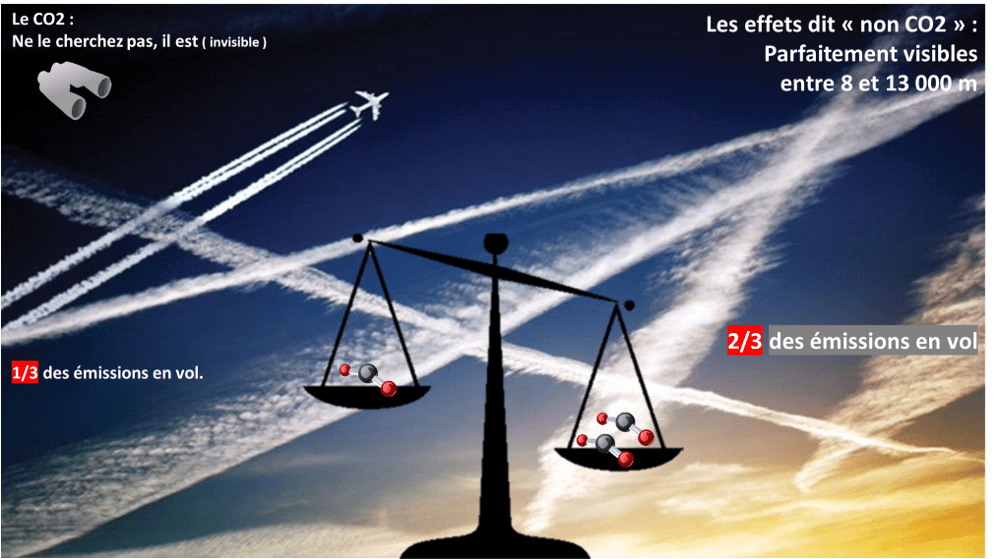 Le CO2 :
Ne le cherchez pas, il est ( invisible )
Les effets dit « non CO2 » :
Parfaitement visibles
entre 8 et 13 000 m
2/3 des émissions en vol
1/3 des émissions en vol.